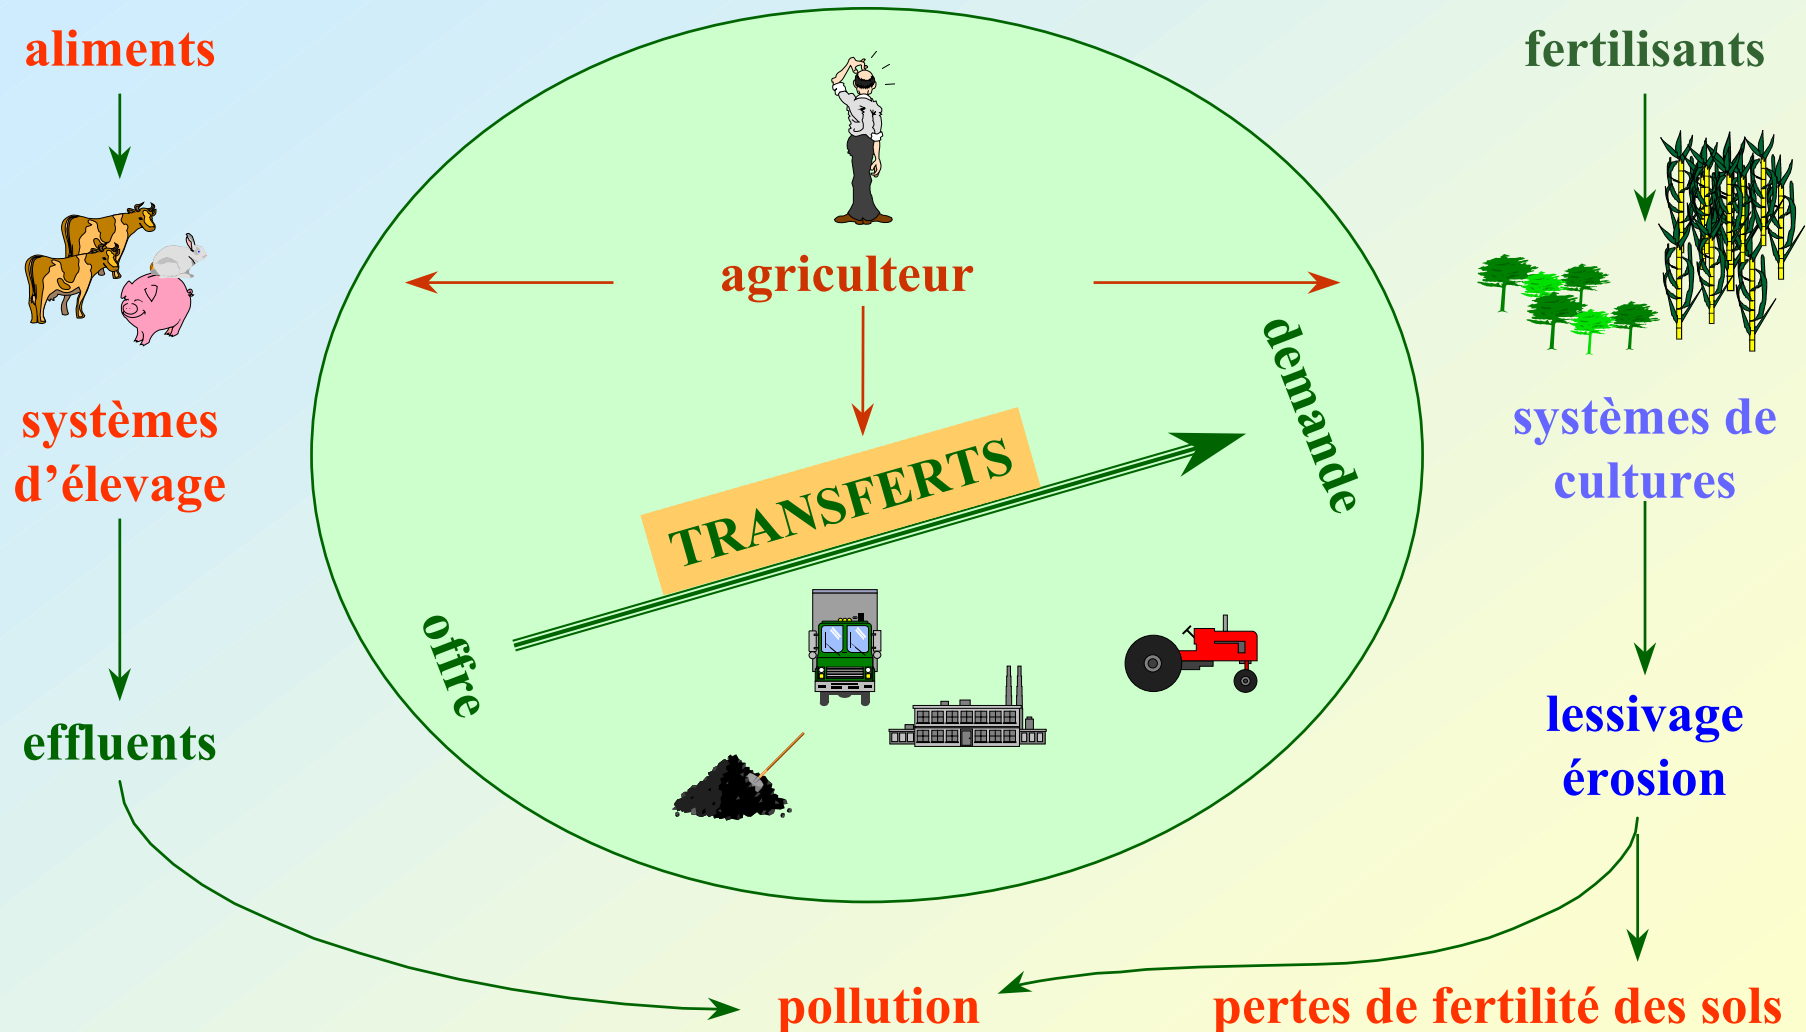 aliments
fertilisants
agriculteur
demande
systèmes
d’élevage
systèmes de
cultures
TRANSFERTS
offre
effluents
lessivage
érosion
pollution
pertes de fertilité des sols